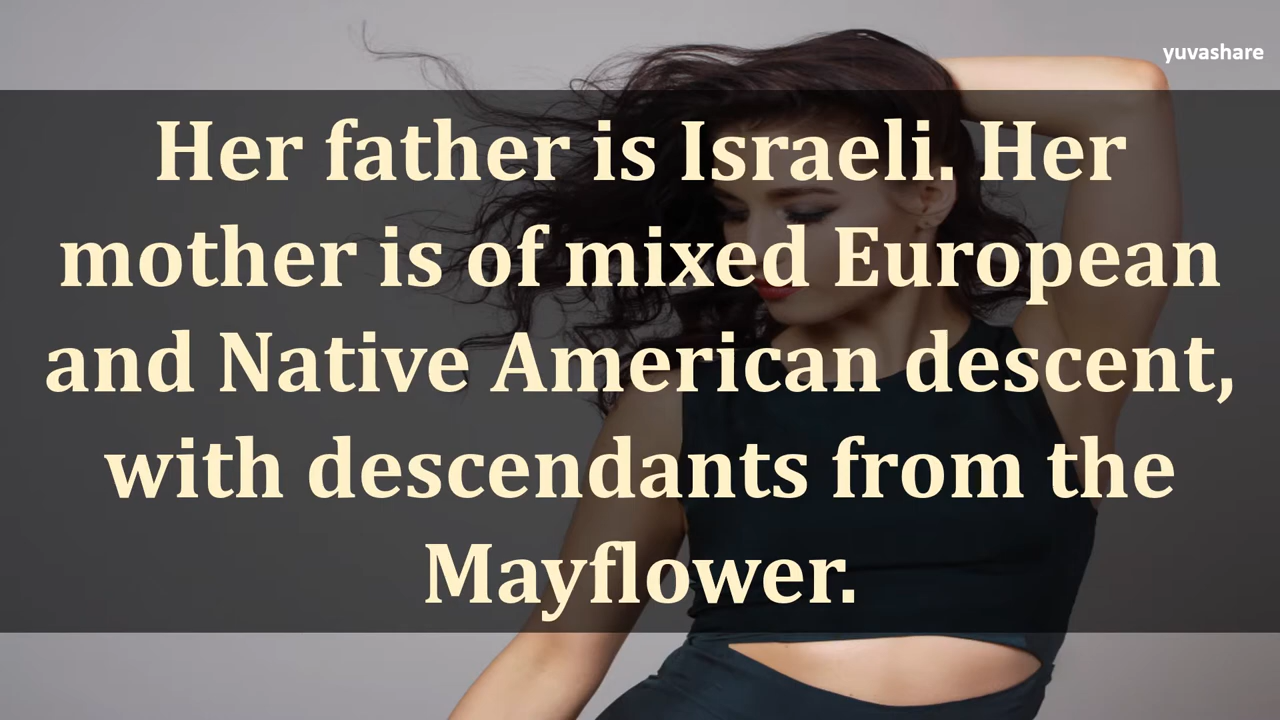 yuvashare
Her father is Israeli. Her
mother is of mixed European
and Native American descent,
with descendants from the
Mayflower.